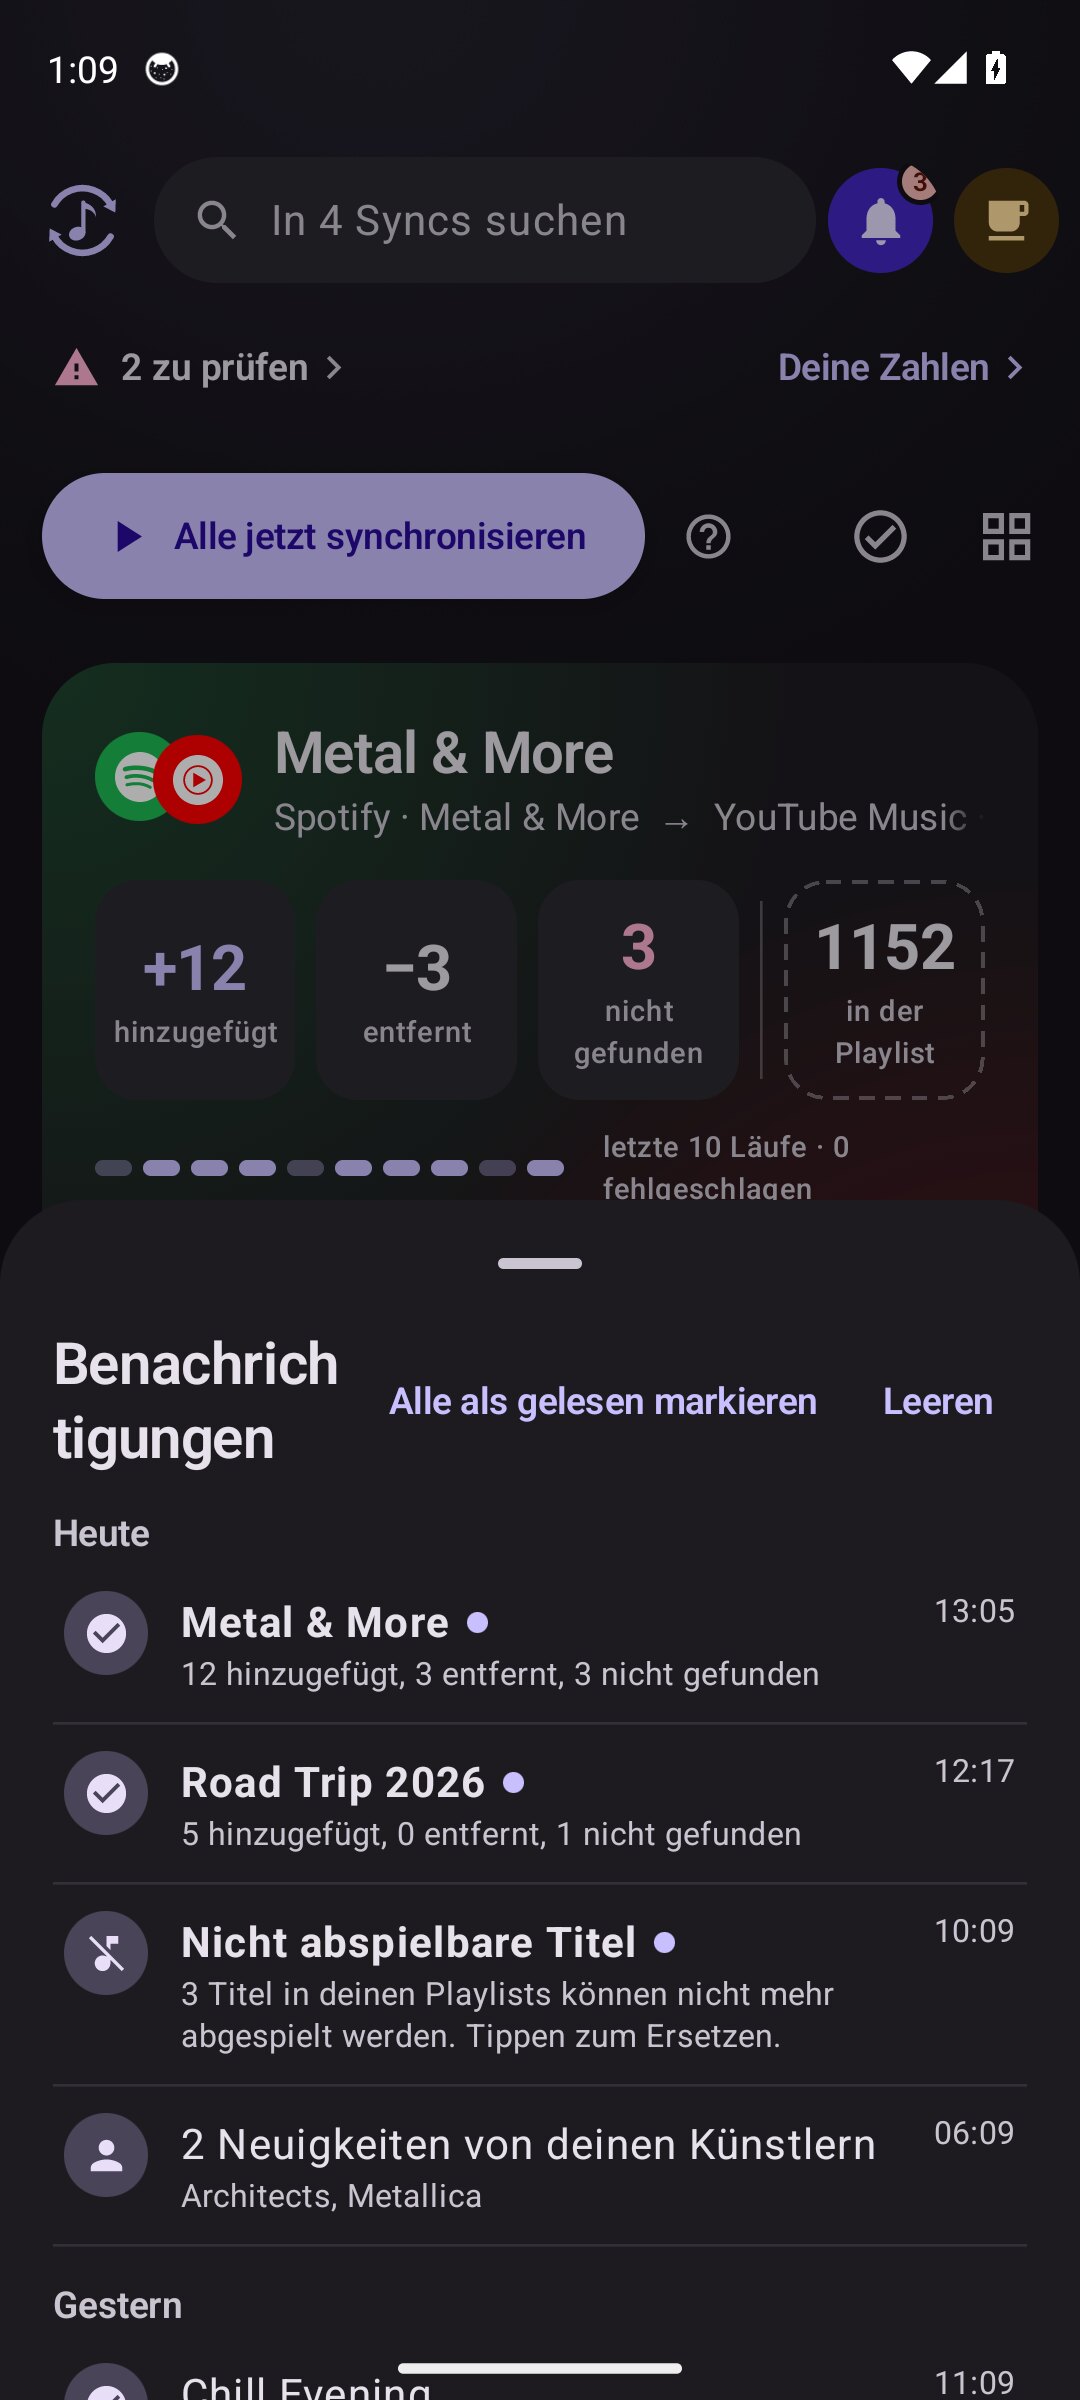 1:09
In 4 Syncs suchen
3
2 zu prüfen
Deine Zahlen
Alle jetzt synchronisieren
Metal & More
Spotify · Metal & More → YouTube Music
+12
hinzugefügt
–3
entfernt
3
nicht
gefunden
1152
in der
Playlist
letzte 10 Läufe · 0
fehlgeschlagen
Benachrich
tigungen
Alle als gelesen markieren
Leeren
Heute
Metal & More
13:05
12 hinzugefügt, 3 entfernt, 3 nicht gefunden
Road Trip 2026
12:17
5 hinzugefügt, 0 entfernt, 1 nicht gefunden
Nicht abspielbare Titel
10:09
3 Titel in deinen Playlists können nicht mehr
abgespielt werden. Tippen zum Ersetzen.
2 Neuigkeiten von deinen Künstlern
06:09
Architects, Metallica
Gestern
Chill Evening
11:09